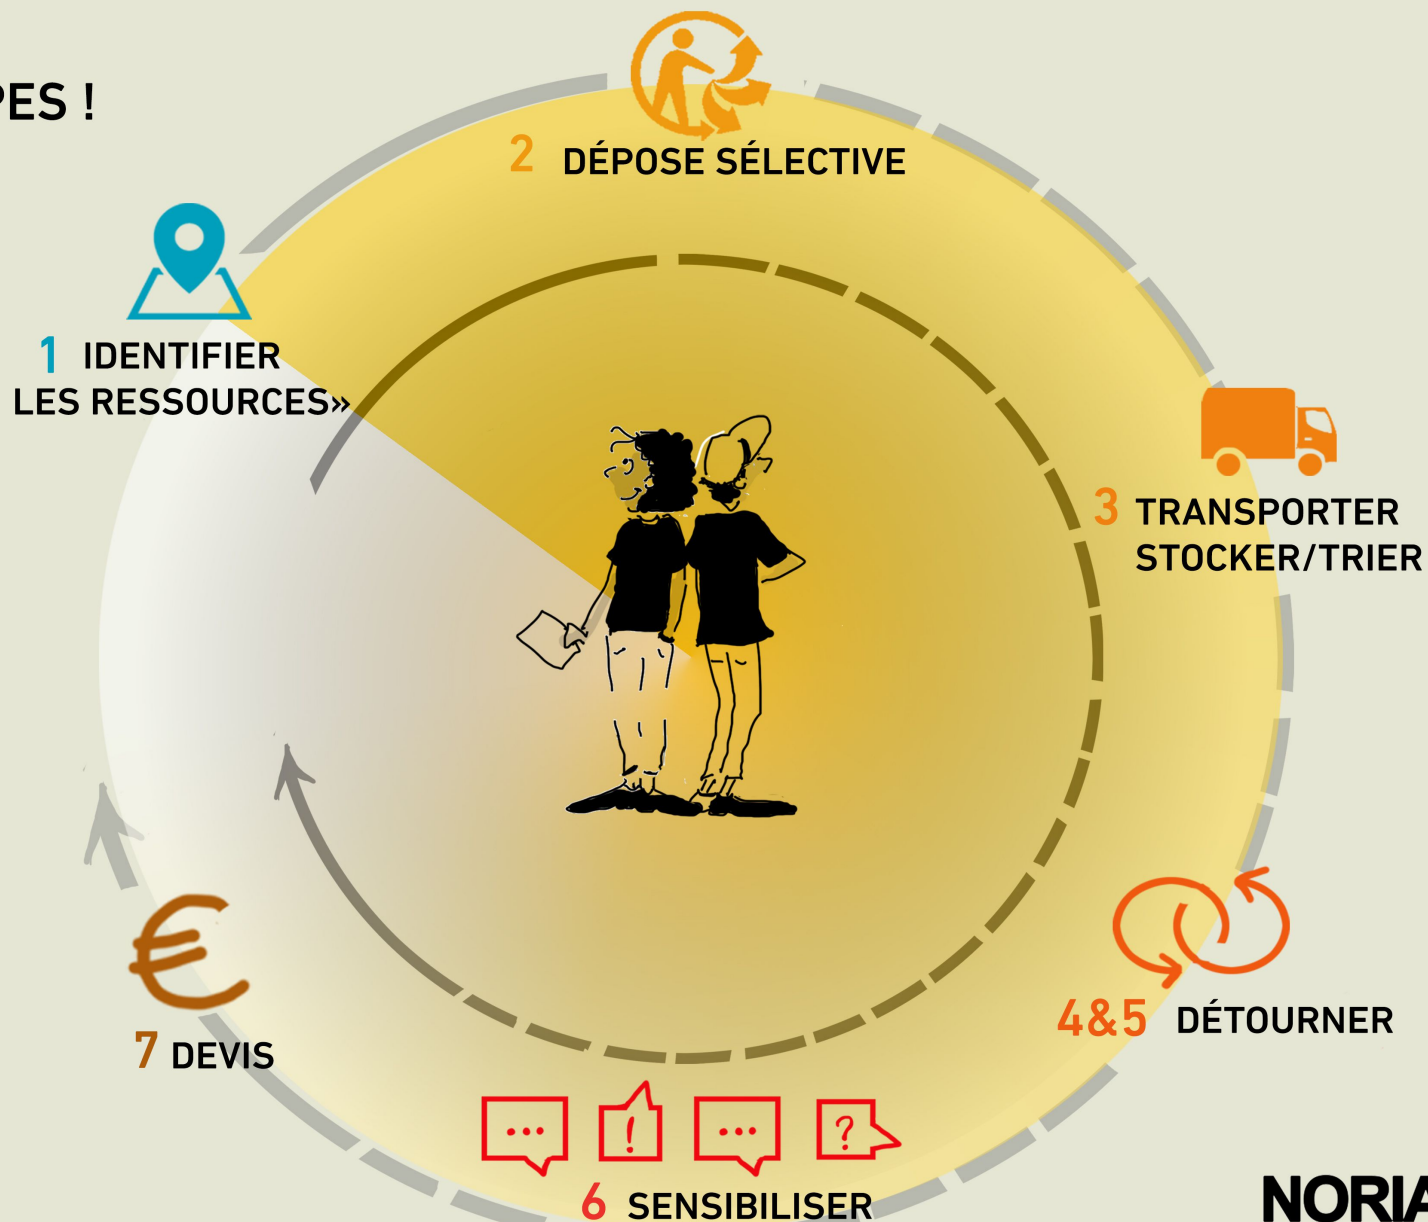 PES !
2 DÉPOSE SÉLECTIVE
1 IDENTIFIER
LES RESSOURCES»
3 TRANSPORTER
STOCKER/TRIER
4&5 DÉTOURNER
€
7 DEVIS
... ! ... ?
6 SENSIBILISER
NORIA